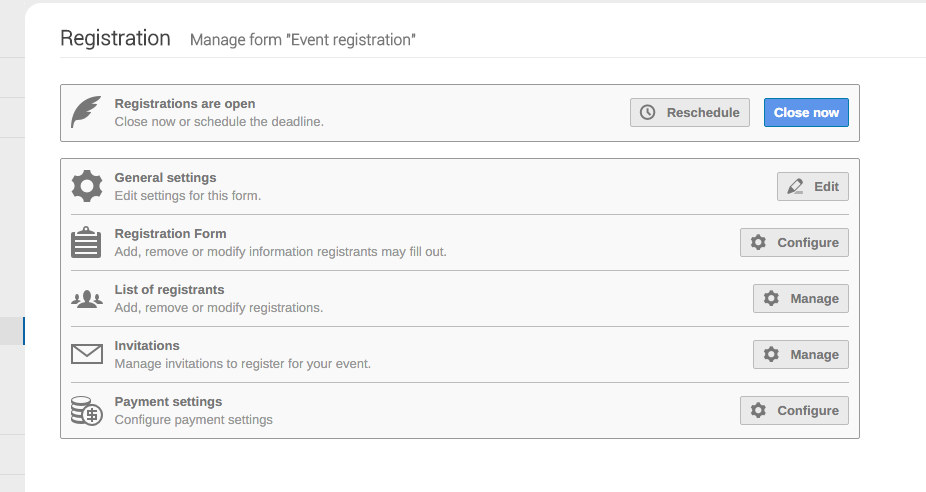 Registration Manage form "Event registration"
Registrations are open
Close now or schedule the deadline.
Reschedule
Close now
General settings
Edit settings for this form.
Edit
Registration Form
Add, remove or modify information registrants may fill out.
Configure
List of registrants
Add, remove or modify registrations.
Manage
Invitations
Manage invitations to register for your event.
Manage
Payment settings
Configure payment settings
Configure